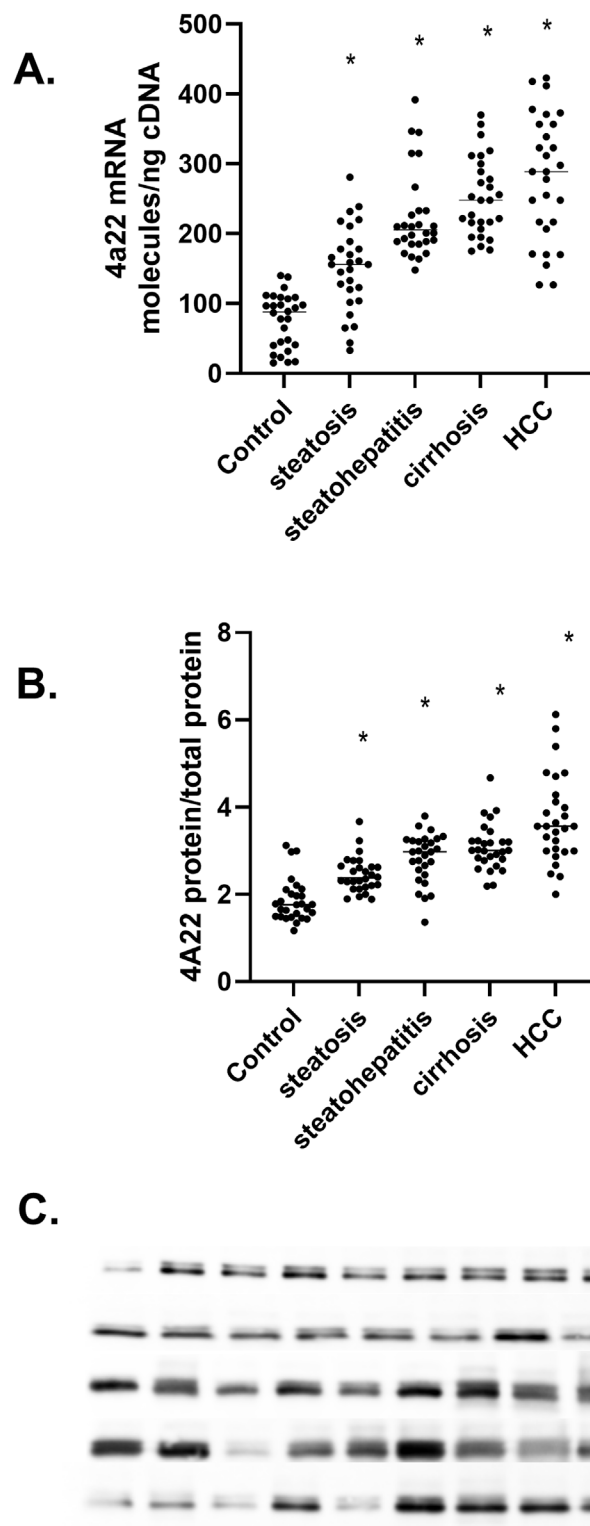 A.
4a22 mRNA
molecules/ng cDNA
500
400
300
200
100
0
*
*
*
*
Control
steatosis
steatohepatitis
cirrhosis
HCC
B.
4A22 protein/total protein
8
6
4
2
0
*
*
*
*
Control
steatosis
steatohepatitis
cirrhosis
HCC
C.